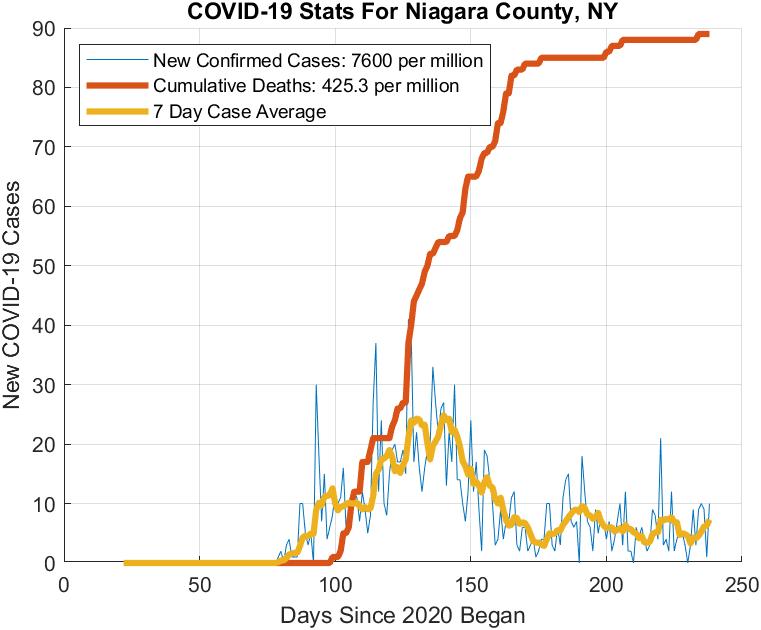 COVID-19 Stats For Niagara County, NY
90
80
70
60
50
40
30
20
10
0
New COVID-19 Cases
New Confirmed Cases: 7600 per million
Cumulative Deaths: 425.3 per million
7 Day Case Average
0
50
100
150
200
250
Days Since 2020 Began